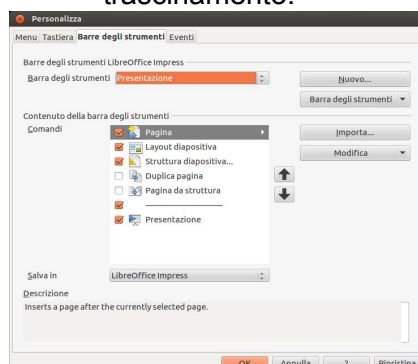 trascinamento.
Personalizza
Menu Tastiera Barre degli strumenti Eventi
Barre degli strumenti LibreOffice Impress
Barra degli strumenti Presentazione
Nuovo...
Barra degli strumenti
Contenuto della barra degli strumenti
Comandi
Pagina
Importa...
Layout diapositiva
Modifica
Struttura diapositiva...
Duplica pagina
Pagina da struttura
Presentazione
Salva in LibreOffice Impress
Descrizione
Inserts a page after the currently selected page.
OK Annulla ? Ripristina